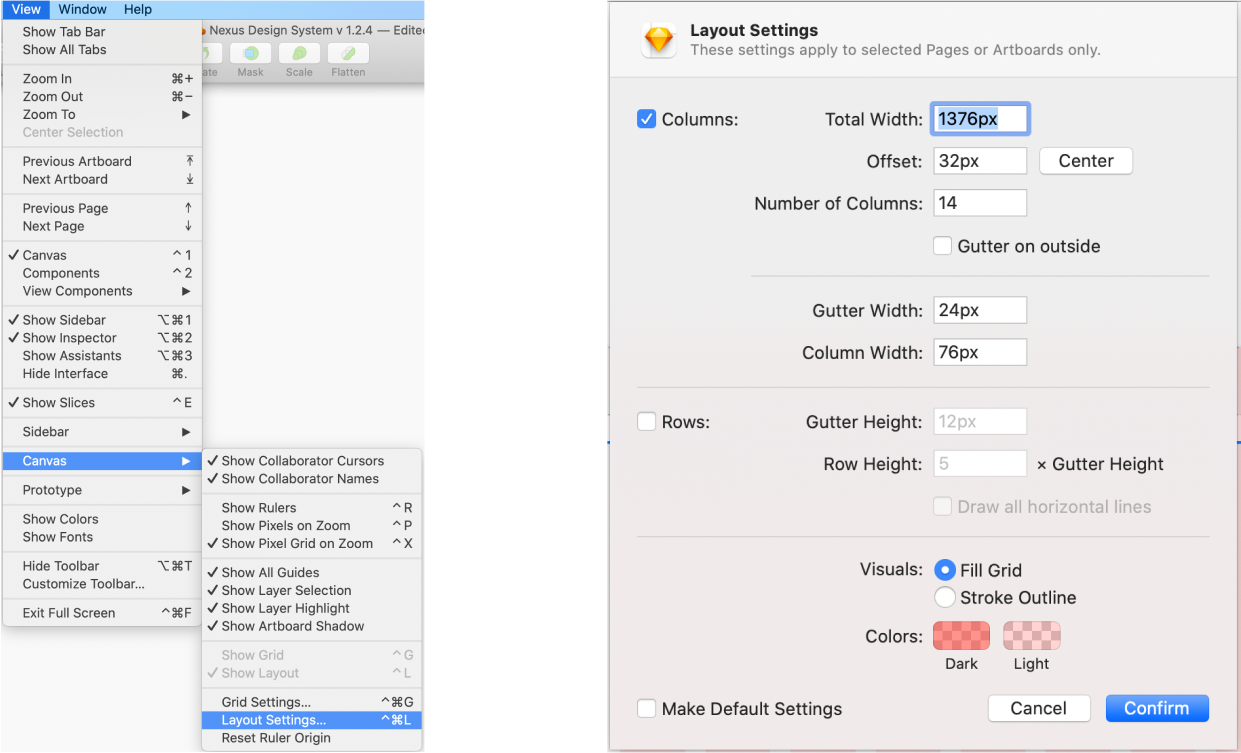 View Window Help
Nexus Design System v 1.2.4 — Edite
Show Tab Bar
Show All Tabs
ate Mask Scale Flatten
Zoom In ⌘+
Zoom Out ⌘−
Zoom To ▶
Center Selection
Previous Artboard ⤒
Next Artboard ⤓
Previous Page ↑
Next Page ↓
✓ Canvas ^1
Components ^2
View Components ▶
✓ Show Sidebar ⌥⌘1
✓ Show Inspector ⌥⌘2
Show Assistants ⌥⌘3
Hide Interface ⌘.
✓ Show Slices ^E
Sidebar ▶
Canvas ▶
Prototype ▶
Show Colors
Show Fonts
Hide Toolbar ⌥⌘T
Customize Toolbar...
Exit Full Screen ^⌘F
✓ Show Collaborator Cursors
✓ Show Collaborator Names
Show Rulers ^R
Show Pixels on Zoom ^P
✓ Show Pixel Grid on Zoom ^X
✓ Show All Guides
✓ Show Layer Selection
✓ Show Layer Highlight
✓ Show Artboard Shadow
Show Grid ^G
✓ Show Layout ^L
Grid Settings... ^⌘G
Layout Settings... ^⌘L
Reset Ruler Origin
Layout Settings
These settings apply to selected Pages or Artboards only.
Columns: Total Width: 1376px
Offset: 32px Center
Number of Columns: 14
Gutter on outside
Gutter Width: 24px
Column Width: 76px
Rows: Gutter Height: 12px
Row Height: 5 × Gutter Height
Draw all horizontal lines
Visuals: Fill Grid
Stroke Outline
Colors:
Dark Light
Make Default Settings Cancel Confirm